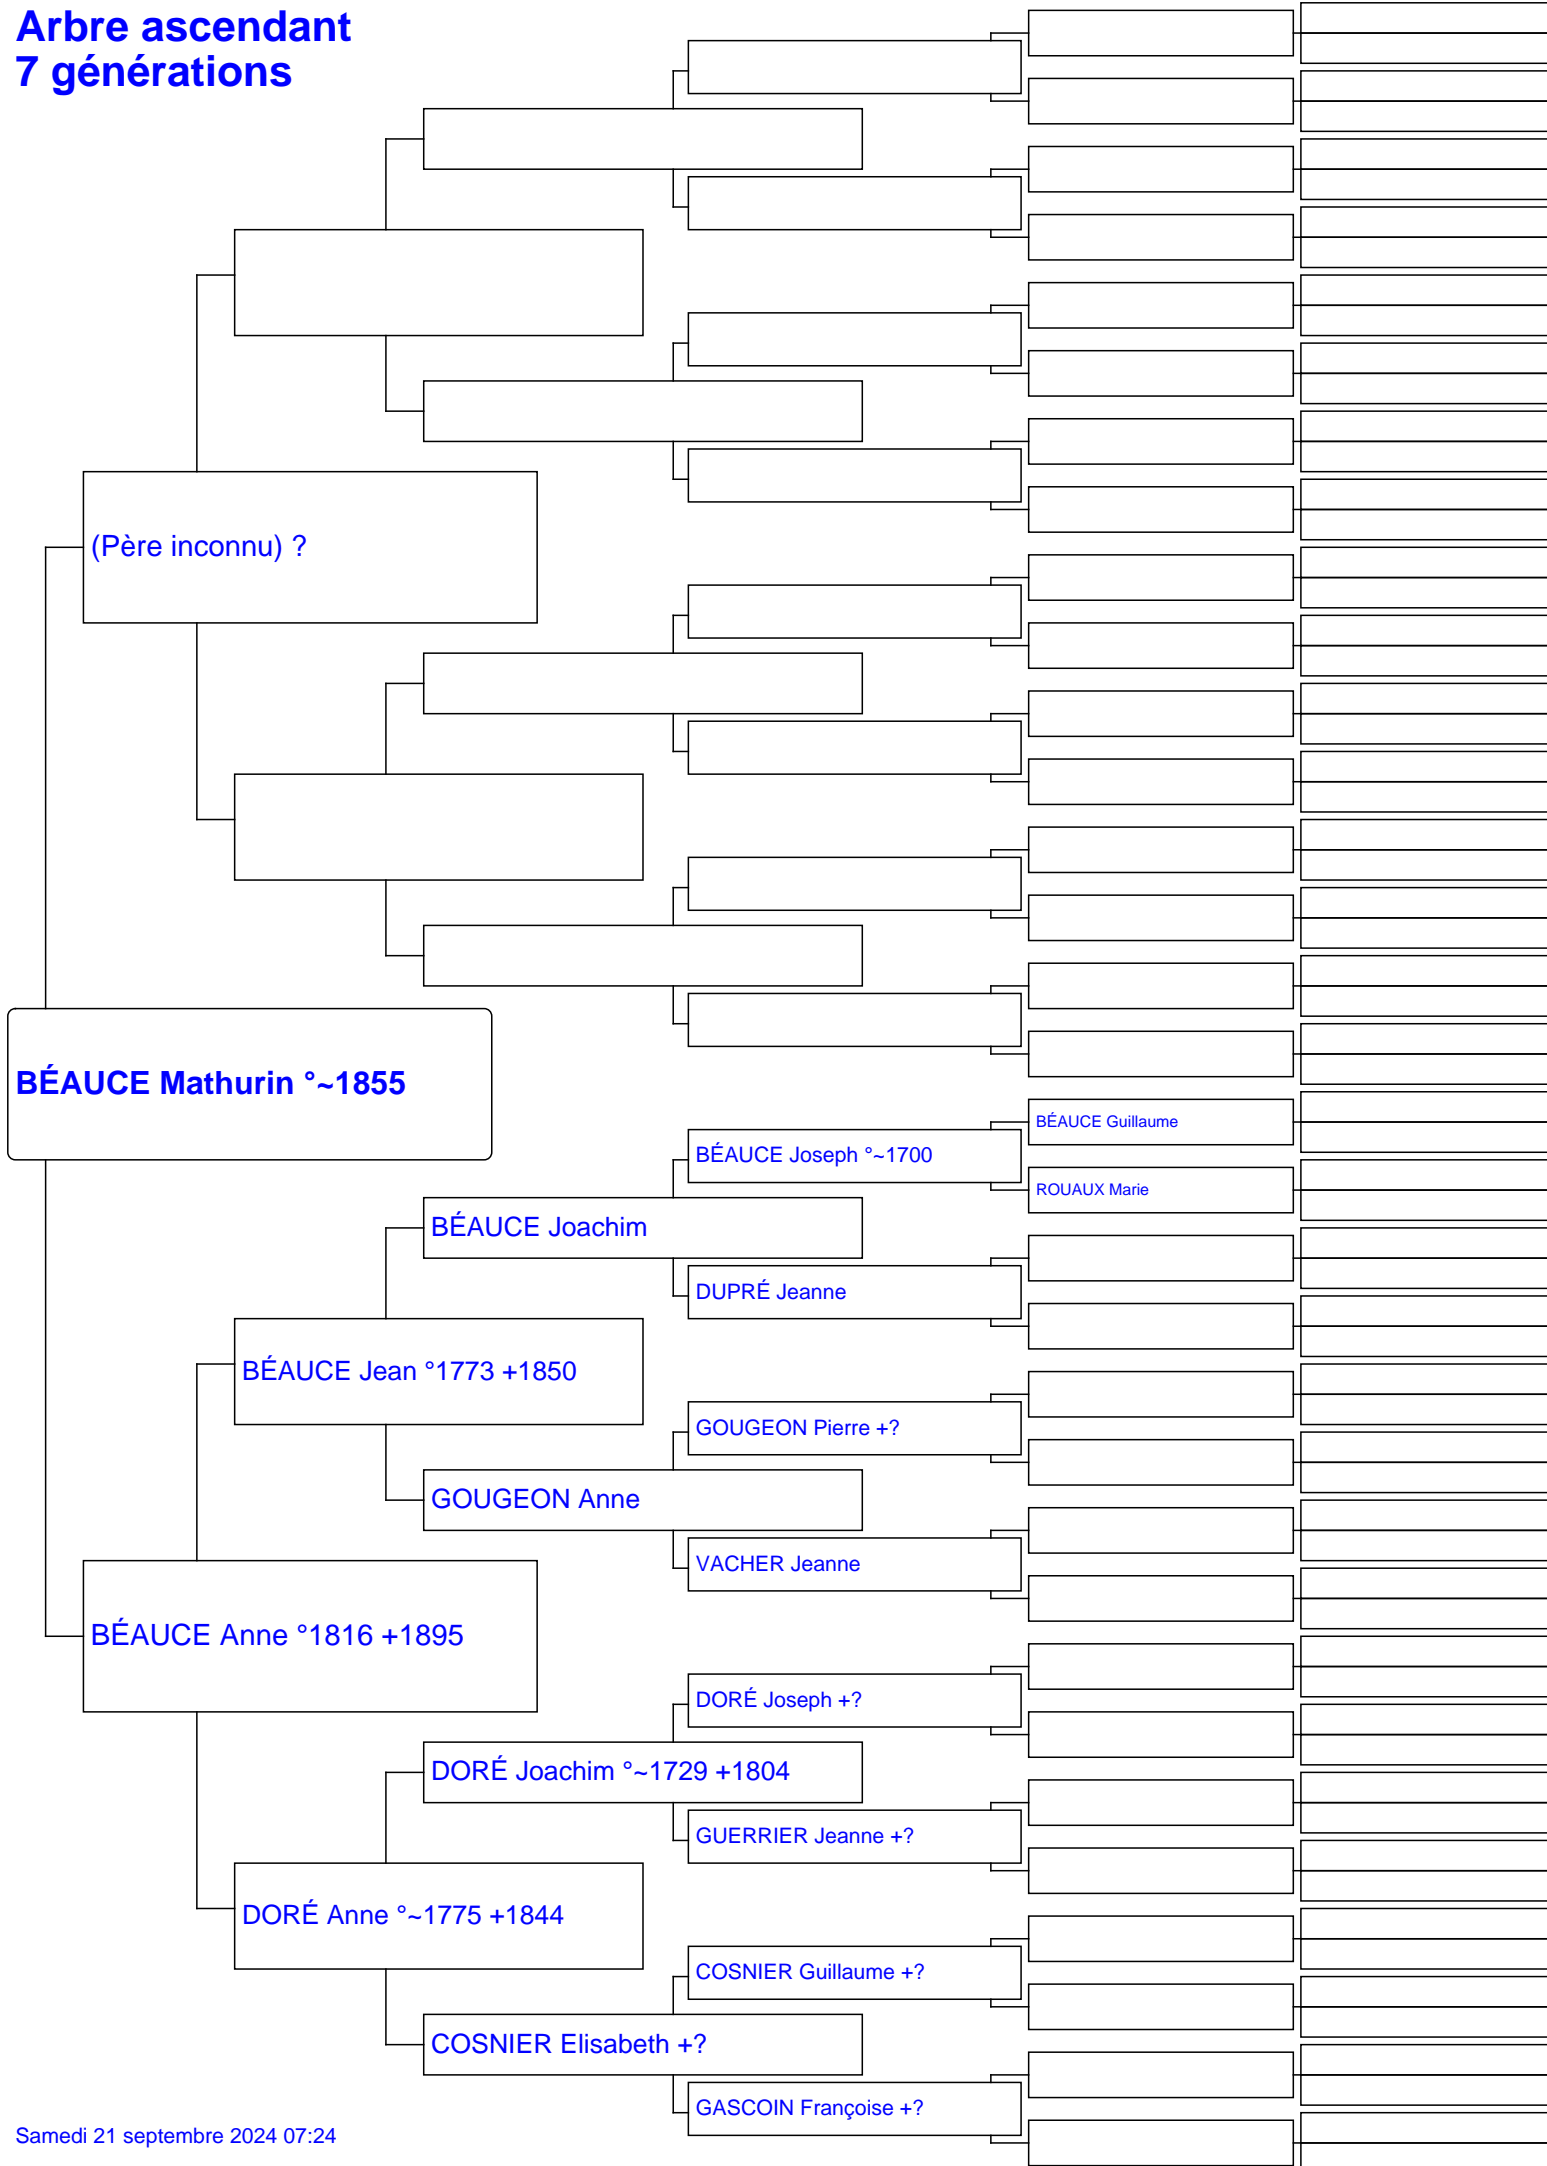 Arbre ascendant
7 générations
(Père inconnu) ?
BÉAUCE Mathurin °~1855
BÉAUCE Guillaume
BÉAUCE Joseph °~1700
ROUAUX Marie
BÉAUCE Joachim
DUPRÉ Jeanne
BÉAUCE Jean °1773 +1850
GOUGEON Pierre +?
GOUGEON Anne
VACHER Jeanne
BÉAUCE Anne °1816 +1895
DORÉ Joseph +?
DORÉ Joachim °~1729 +1804
GUERRIER Jeanne +?
DORÉ Anne °~1775 +1844
COSNIER Guillaume +?
COSNIER Elisabeth +?
GASCOIN Françoise +?
Samedi 21 septembre 2024 07:24